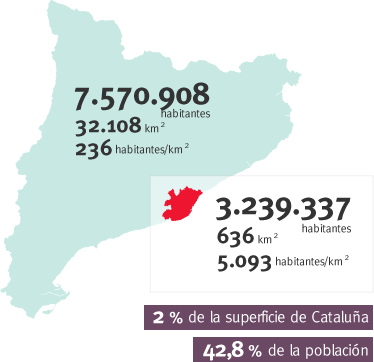 7.570.908
habitantes
32.108 km²
236 habitantes/km²
3.239.337
habitantes
636 km²
5.093 habitantes/km²
2 % de la superficie de Cataluña
42,8 % de la población